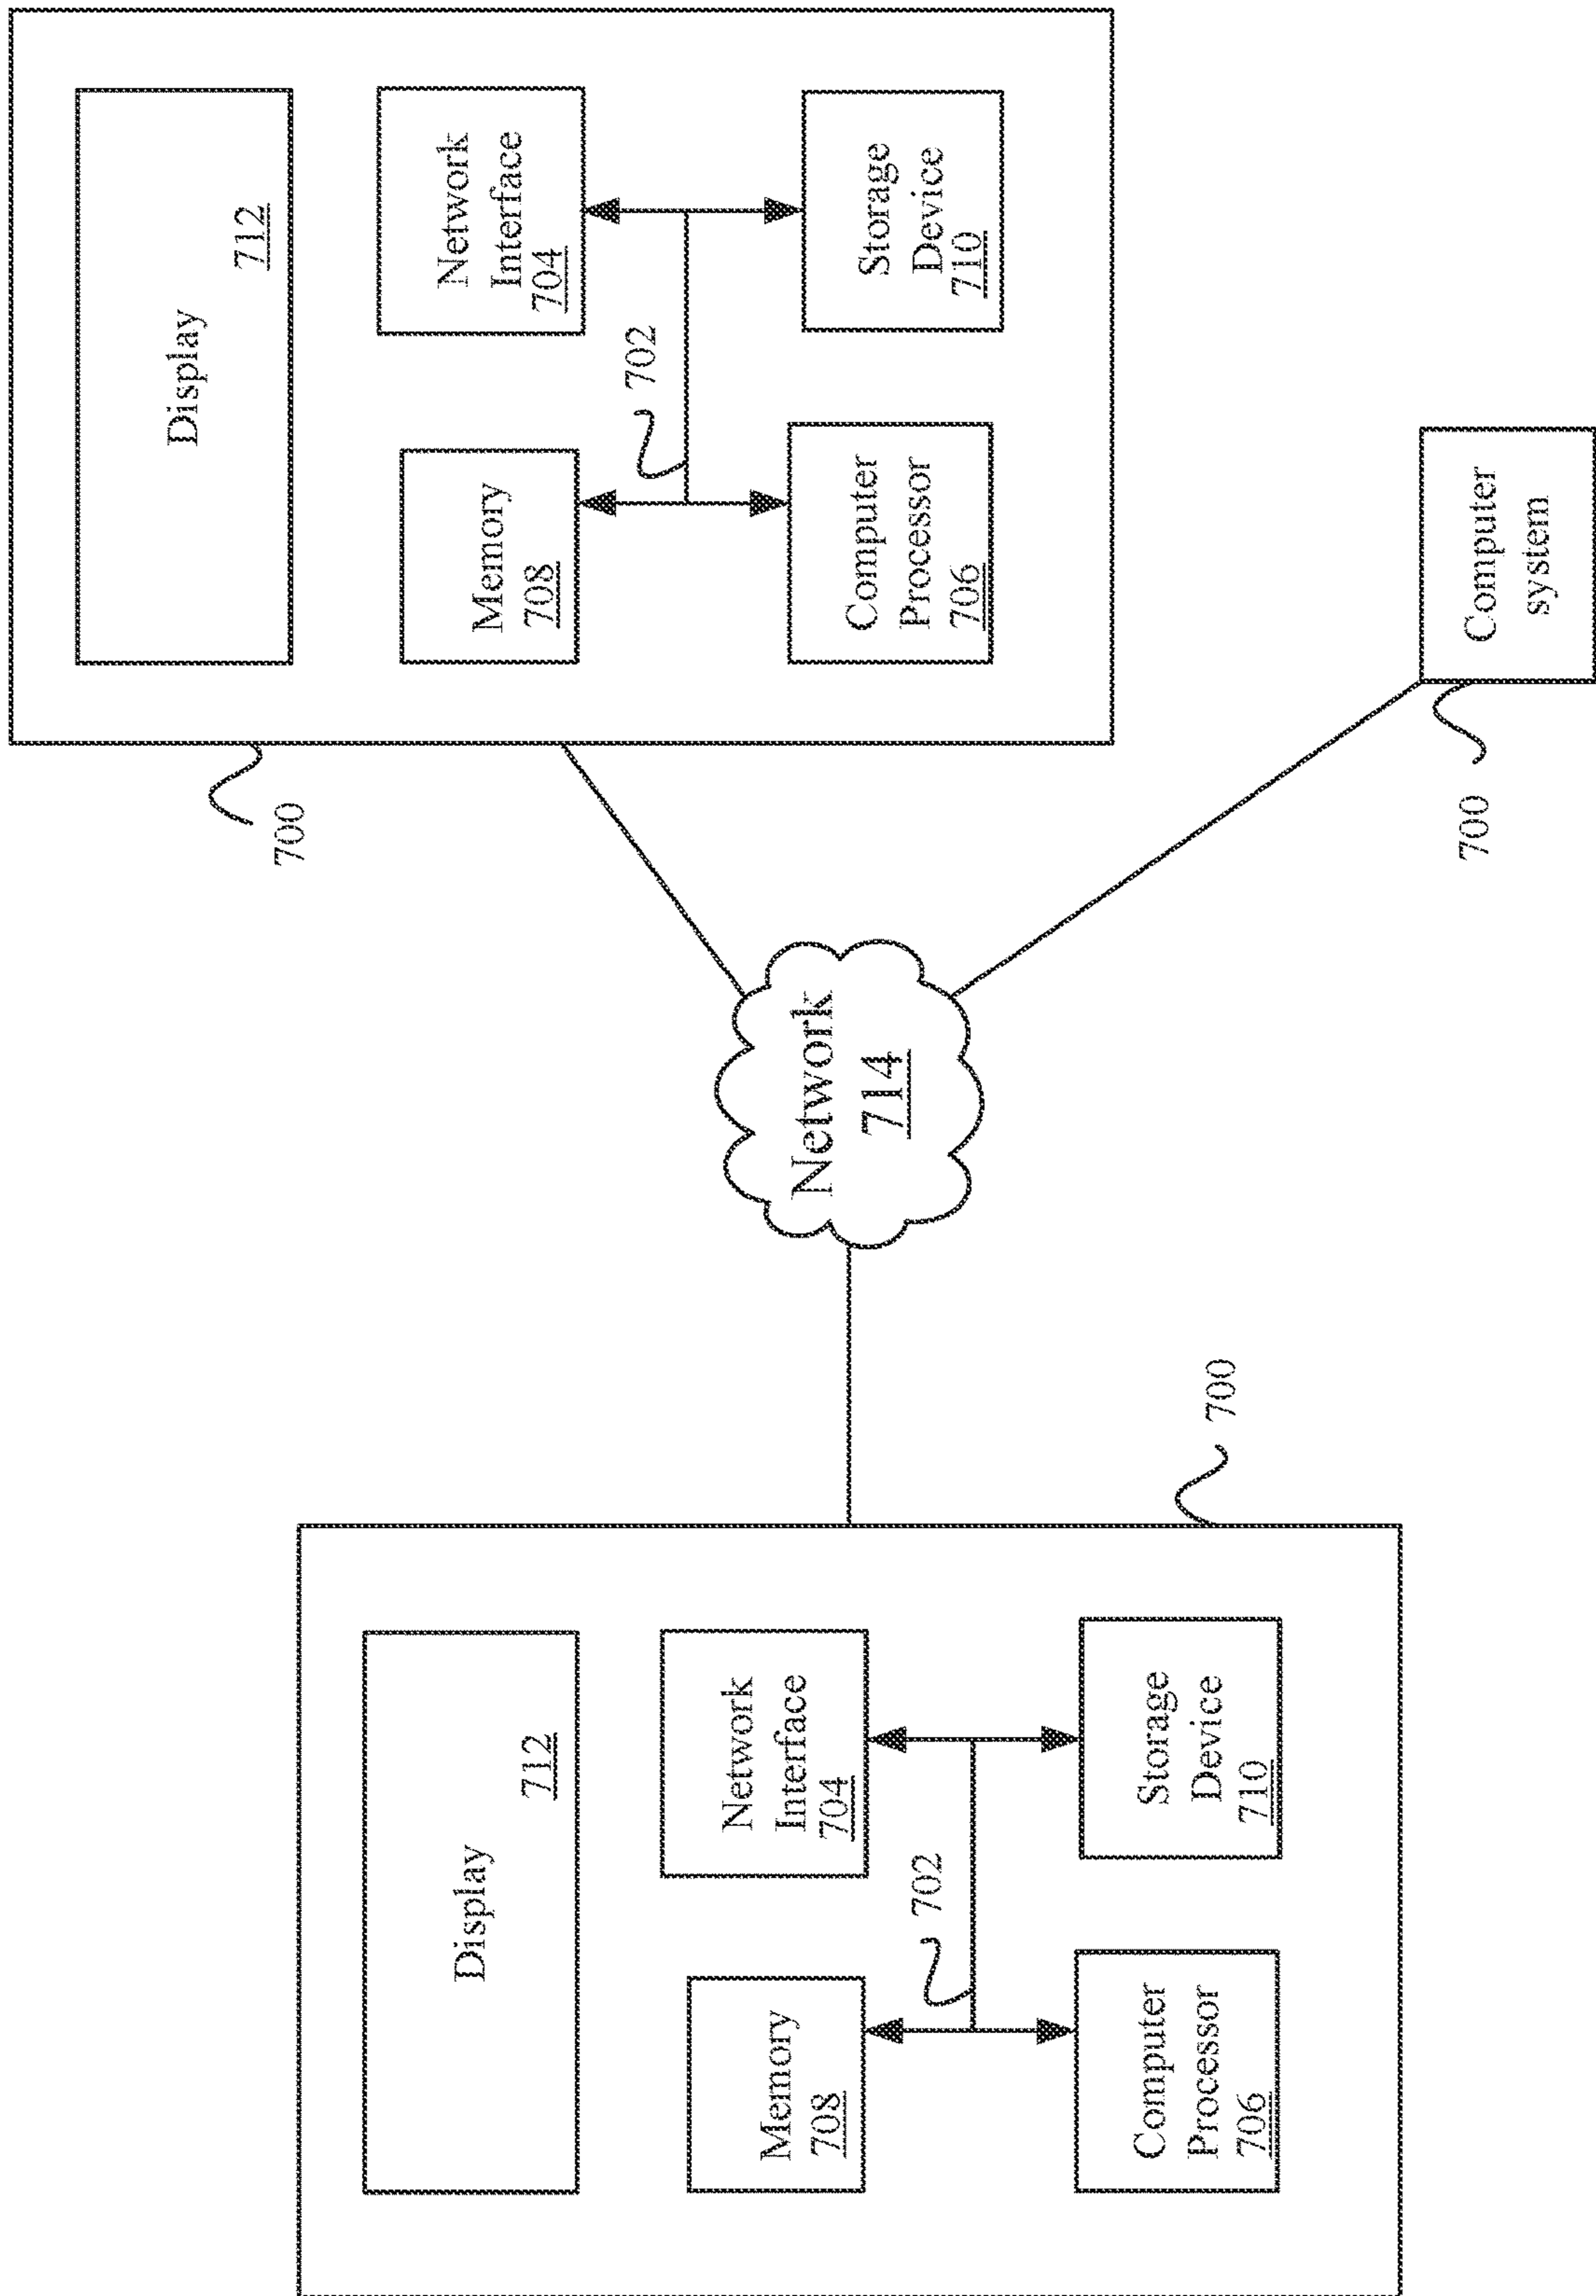 Display
712
Memory
708
Network
Interface
704
702
Computer
Processor
706
Storage
Device
710
700
Network
714
700
Display
712
Memory
708
Network
Interface
704
702
Computer
Processor
706
Storage
Device
710
700
Computer
system